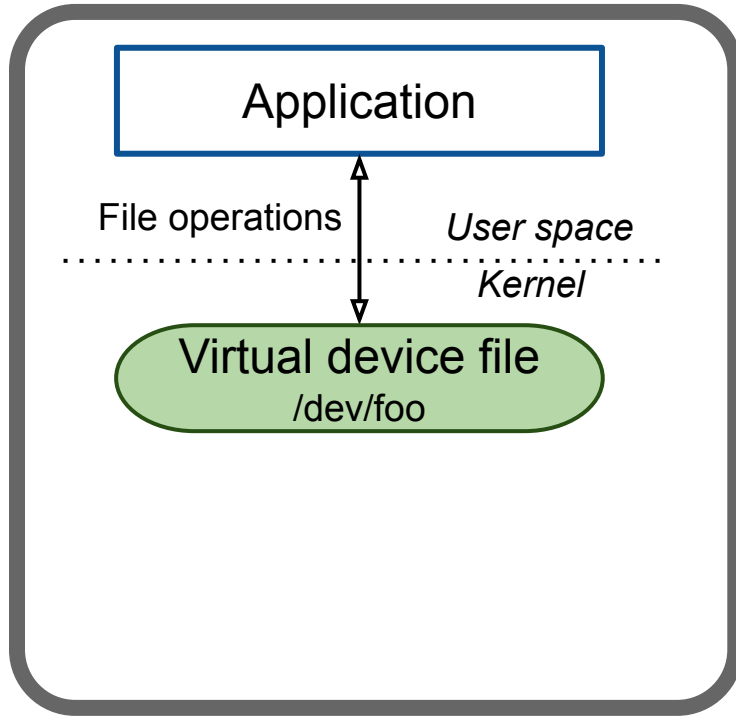 Application
File operations
User space
Kernel
Virtual device file
/dev/foo